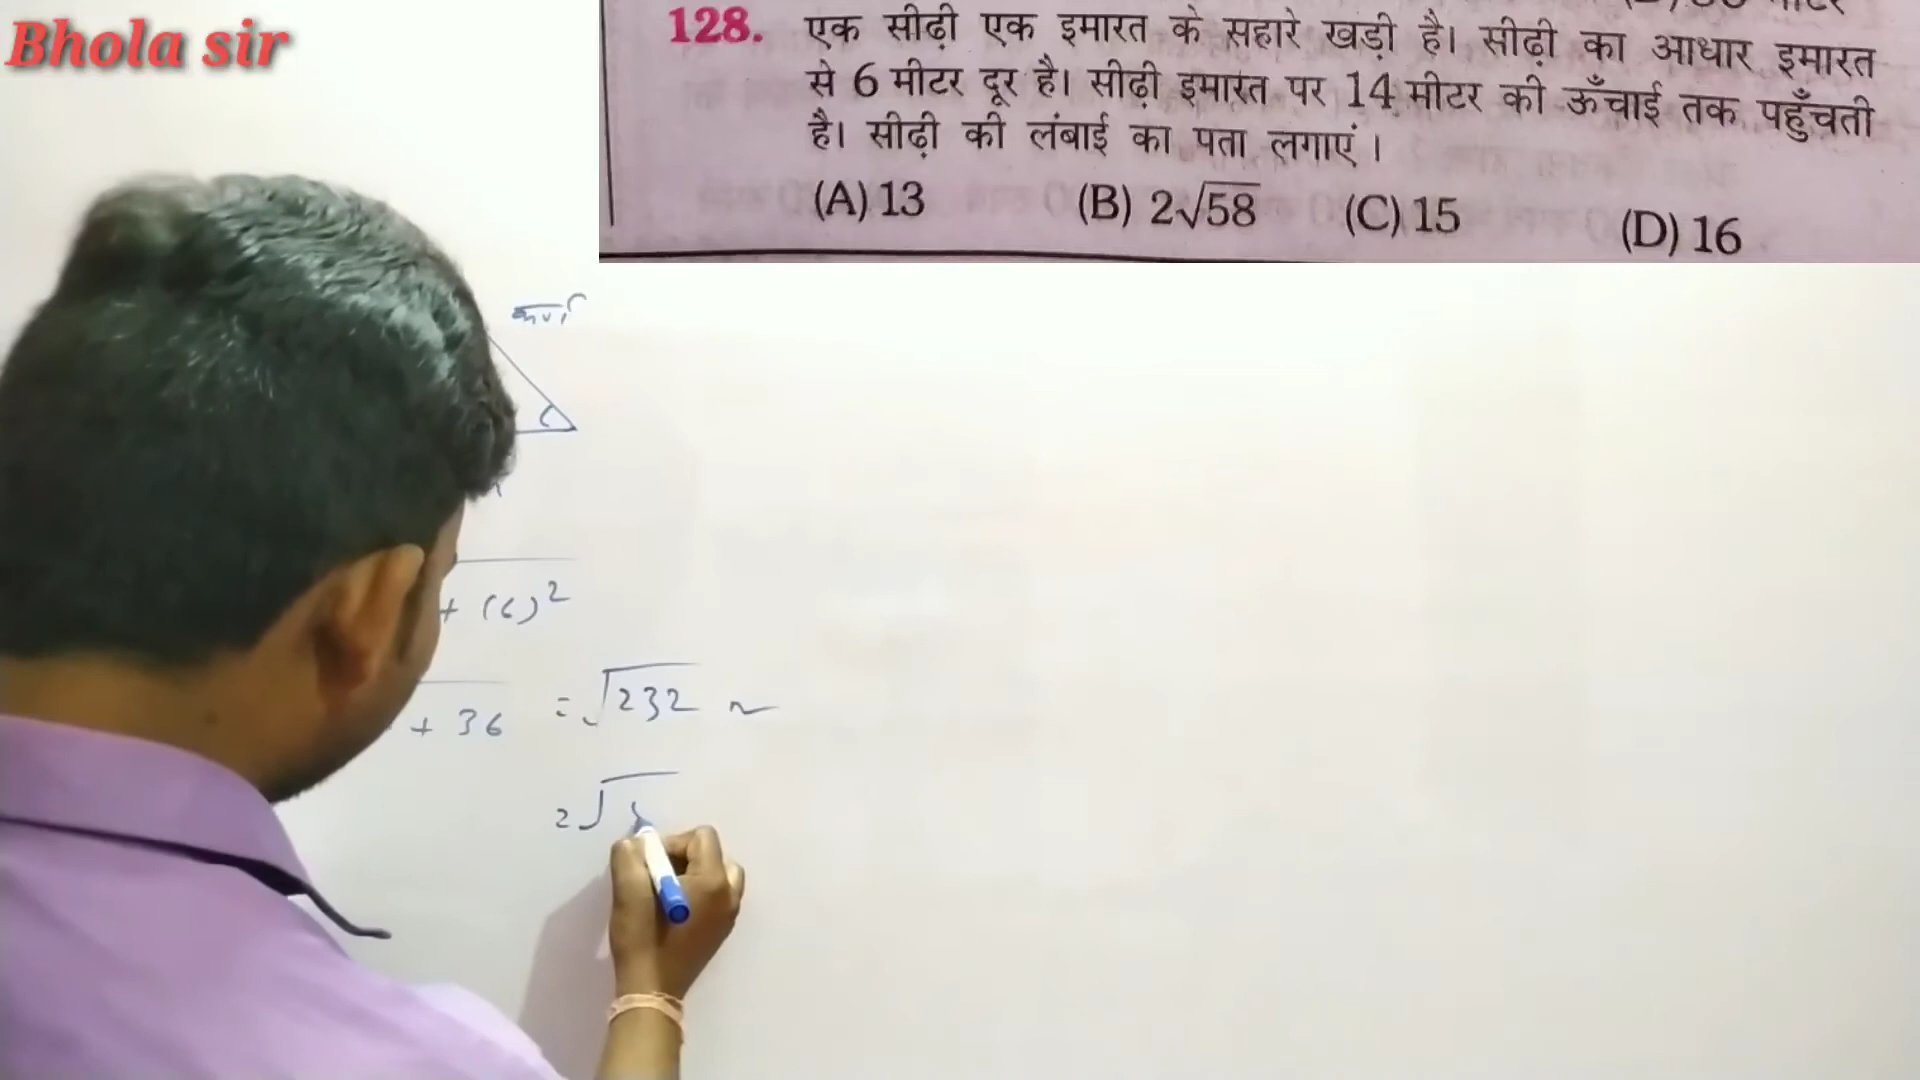 Bhola sir
128. एक सीढ़ी एक इमारत के सहारे खड़ी है। सीढ़ी का आधार इमारत
से 6 मीटर दूर है। सीढ़ी इमारत पर 14 मीटर की ऊँचाई तक पहुँचती
है। सीढ़ी की लंबाई का पता लगाएं ।
(A) 13 (B) 2√58 (C) 15 (D) 16
कर्ण
+ (6)²
+ 36 = √232
2√